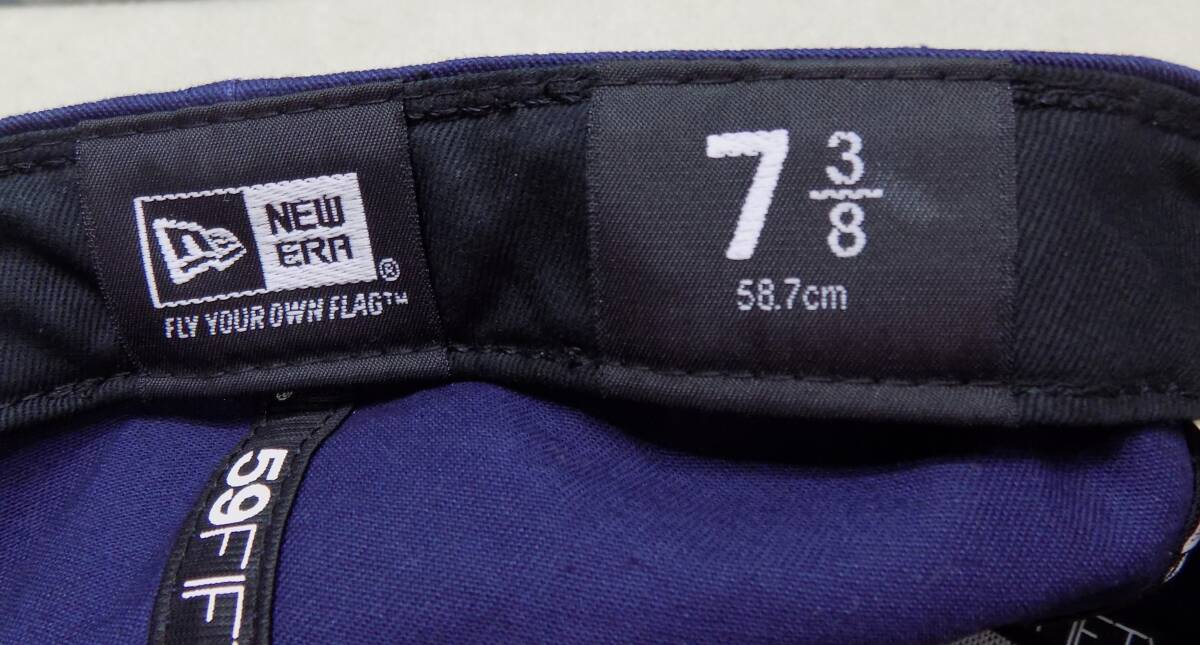 NEW
ERA
®
FLY YOUR OWN FLAG™
7 3/8
58.7cm
59FIF